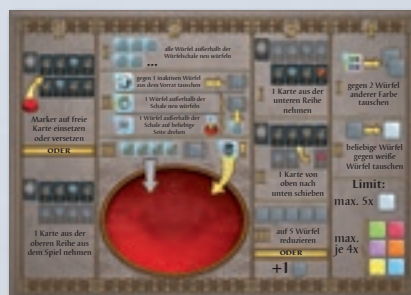 Marker auf freie
Karte einsetzen
oder versetzen
ODER
1 Karte aus der
oberen Reihe aus
dem Spiel nehmen
...
alle Würfel außerhalb der
Würfelschale neu würfeln
gegen 1 inaktiven Würfel
aus dem Vorrat tauschen
1 Würfel außerhalb der
Schale neu würfeln
1 Würfel außerhalb der
Schale auf beliebige
Seite drehen
1 Karte aus der
unteren Reihe
nehmen
1 Karte von
oben nach
unten schieben
auf 5 Würfel
reduzieren
ODER
+1
gegen 2 Würfel
anderer Farbe
tauschen
beliebige Würfel
gegen weiße
Würfel tauschen
Limit:
max. 5x
max.
je 4x